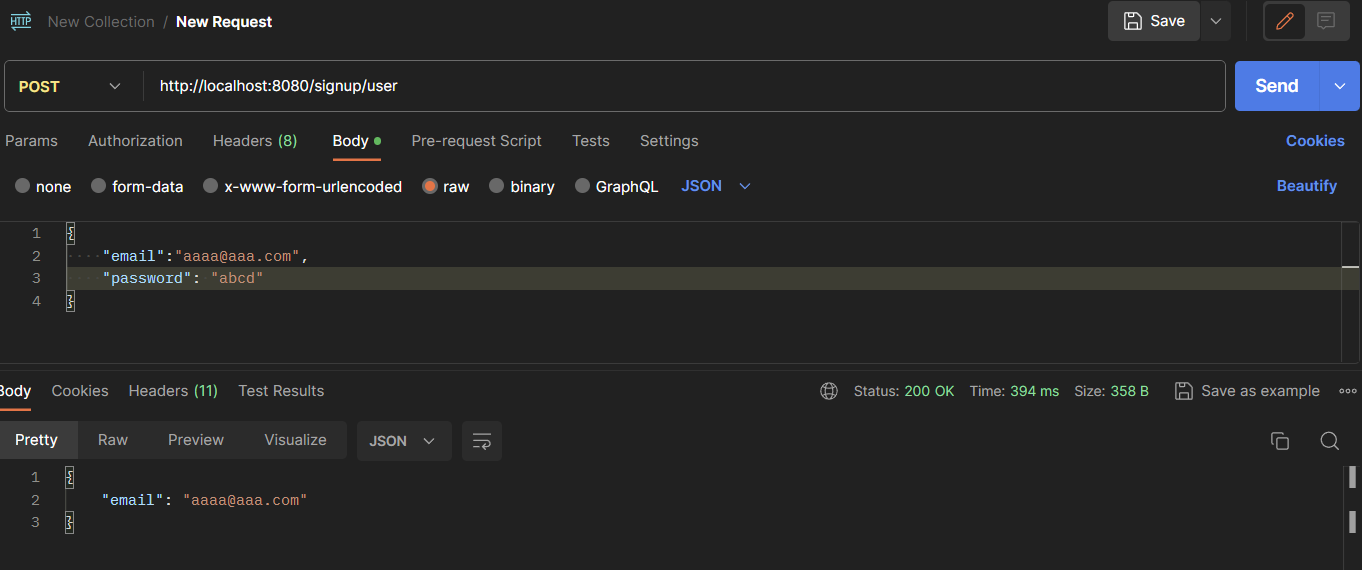 HTTP New Collection / New Request Save
POST http://localhost:8080/signup/user Send
Params Authorization Headers (8) Body Pre-request Script Tests Settings Cookies
none form-data x-www-form-urlencoded raw binary GraphQL JSON Beautify
1 {
2 "email":"aaaa@aaa.com",
3 "password": "abcd"
4 }
Body Cookies Headers (11) Test Results Status: 200 OK Time: 394 ms Size: 358 B Save as example
Pretty Raw Preview Visualize JSON
1 {
2 "email": "aaaa@aaa.com"
3 }